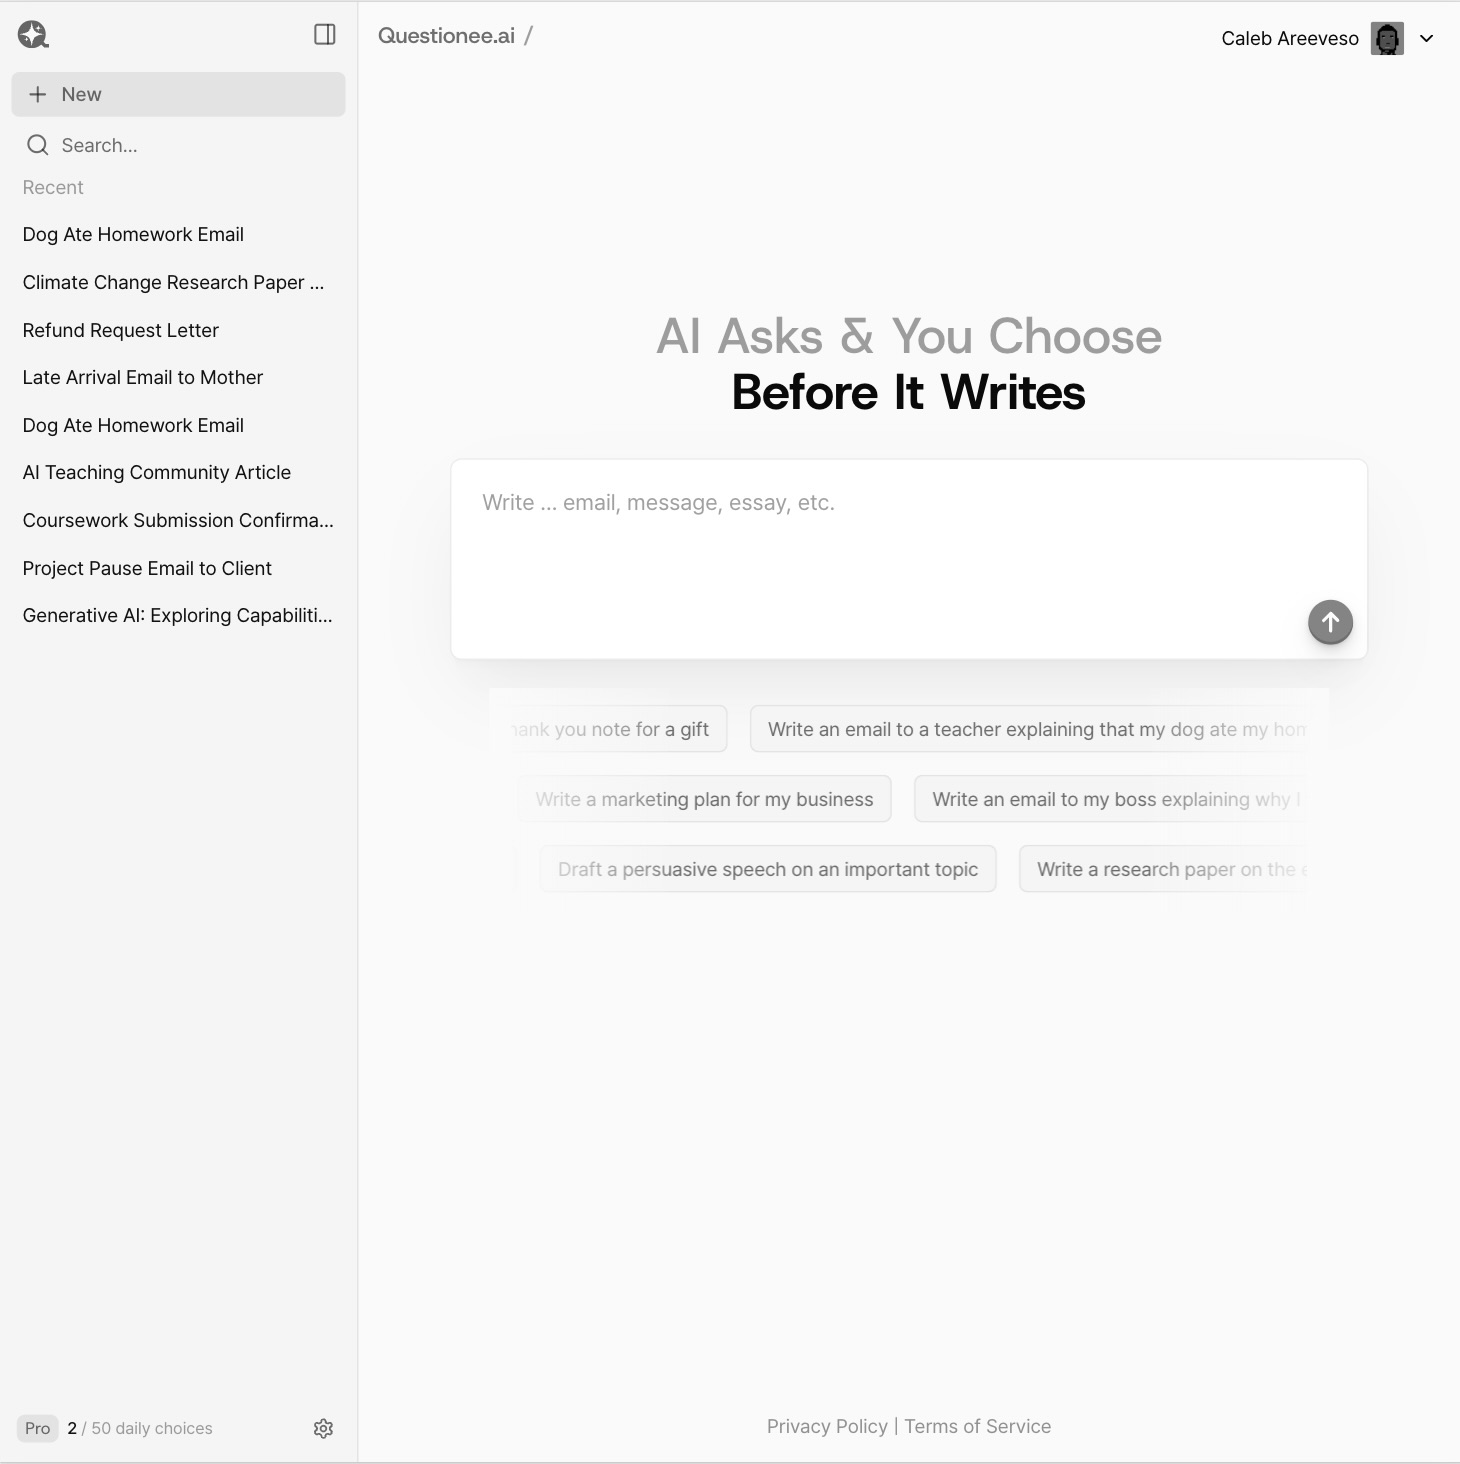 Questionee.ai /
Caleb Areeveso
New
Search...
Recent
Dog Ate Homework Email
Climate Change Research Paper ...
Refund Request Letter
Late Arrival Email to Mother
Dog Ate Homework Email
AI Teaching Community Article
Coursework Submission Confirma...
Project Pause Email to Client
Generative AI: Exploring Capabiliti...
Pro 2 / 50 daily choices
AI Asks & You Choose
Before It Writes
Write ... email, message, essay, etc.
hank you note for a gift
Write an email to a teacher explaining that my dog ate my hom
Write a marketing plan for my business
Write an email to my boss explaining why I
Draft a persuasive speech on an important topic
Write a research paper on the e
Privacy Policy | Terms of Service